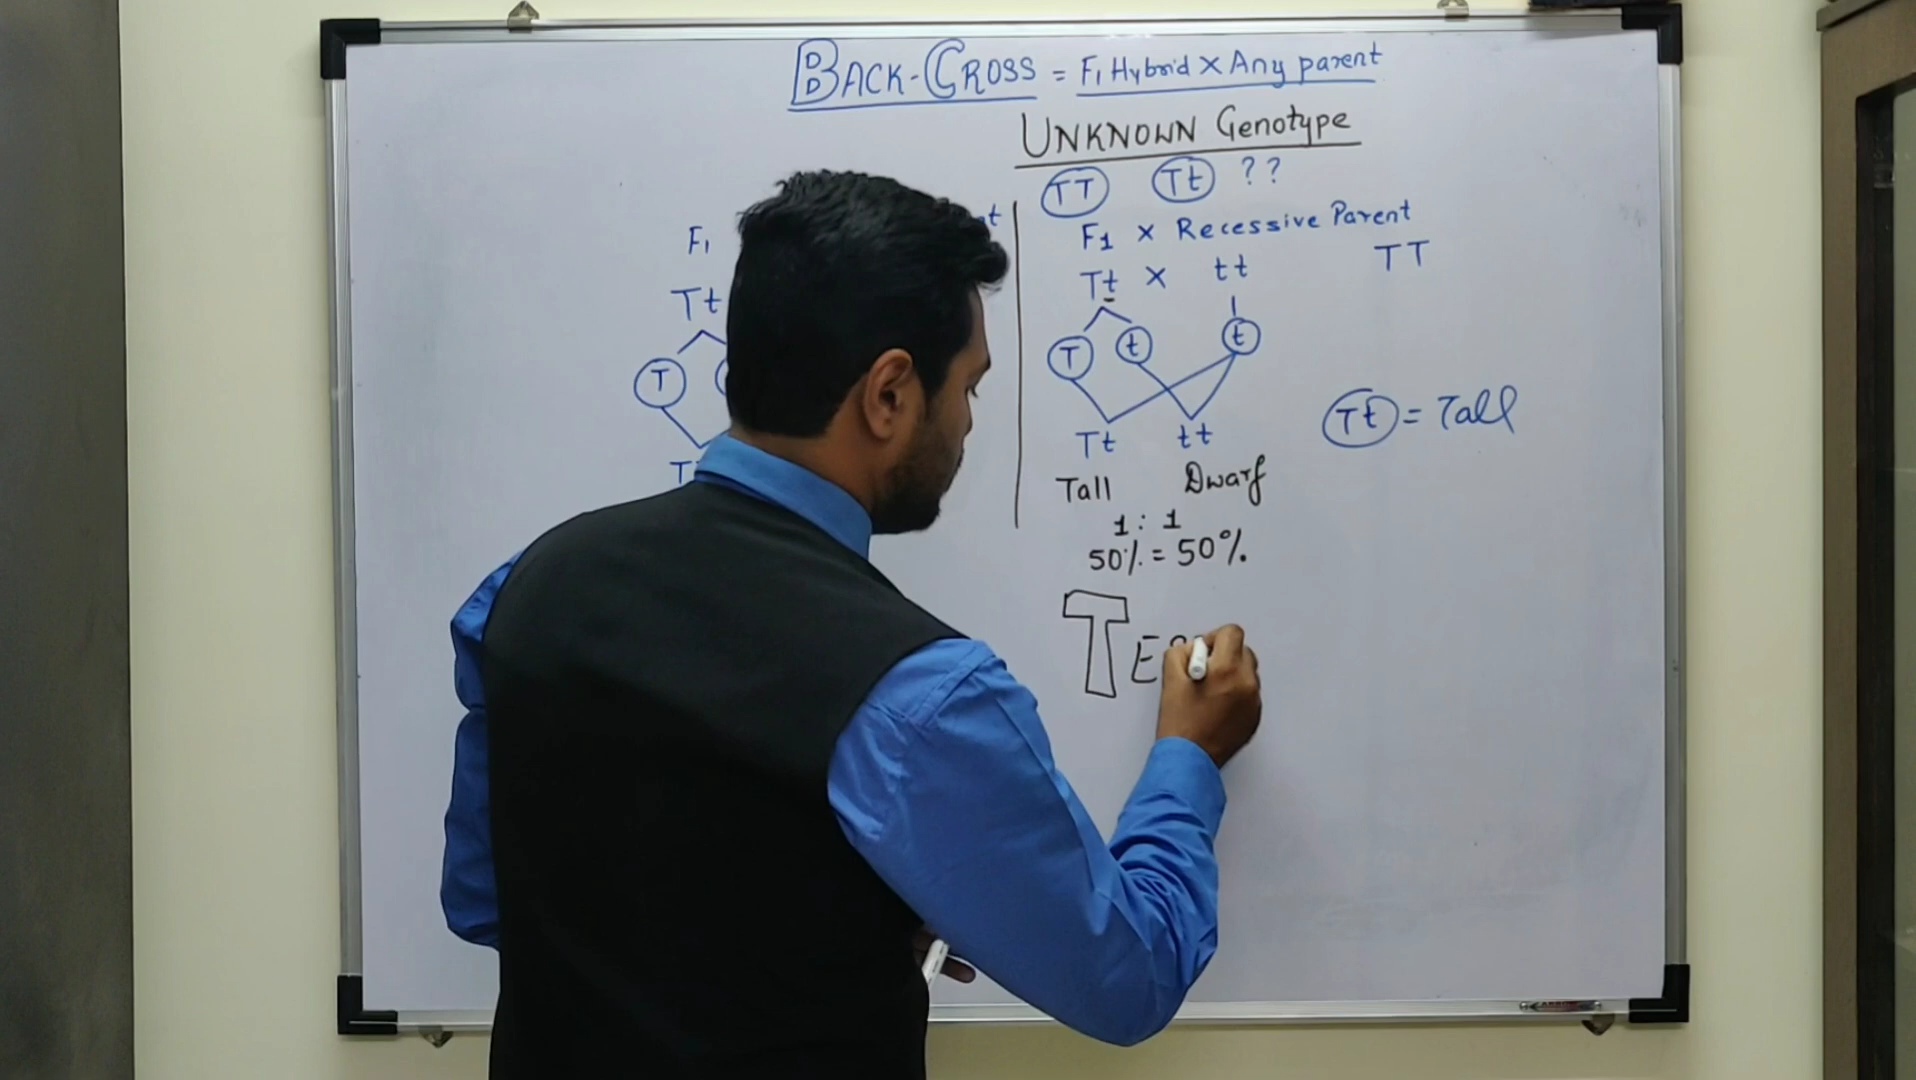 BACK-CROSS = F1 Hybrid X Any parent
UNKNOWN Genotype
TT Tt ??
F1
F1 X Recessive Parent
TT
Tt
Tt X tt
T
T t t
Tt = Tall
Tt tt
Tall Dwarf
1 : 1
50% = 50%